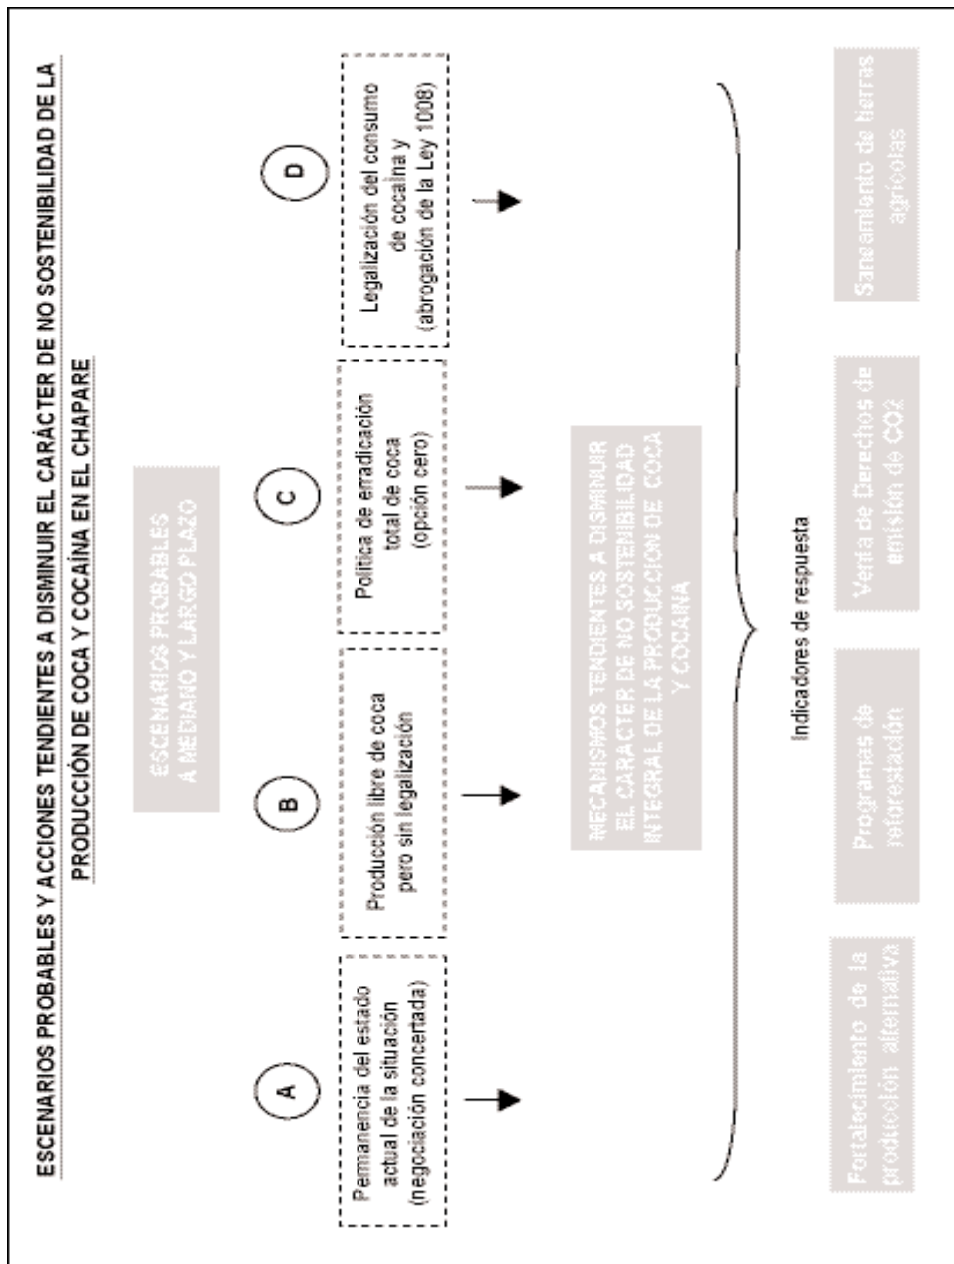 ESCENARIOS PROBABLES Y ACCIONES TENDIENTES A DISMINUIR EL CARÁCTER DE NO SOSTENIBILIDAD DE LA
PRODUCCIÓN DE COCA Y COCAÍNA EN EL CHAPARE
ESCENARIOS PROBABLES
A MEDIANO Y LARGO PLAZO
A
Permanencia del estado
actual de la situación
(negociación concertada)
B
Producción libre de coca
pero sin legalización
C
Política de erradicación
total de coca
(opción cero)
D
Legalización del consumo
de cocaína y
(abrogación de la Ley 1008)
MECANISMOS TENDIENTES A DISMINUIR
EL CARACTER DE NO SOSTENIBILIDAD
INTEGRAL DE LA PRODUCCION DE COCA
Y COCAINA
Indicadores de respuesta
Fortalecimiento de la
producción alternativa
Programas de
reforestación
Venta de Derechos de
emisión de CO2
Saneamiento de tierras
agrícolas